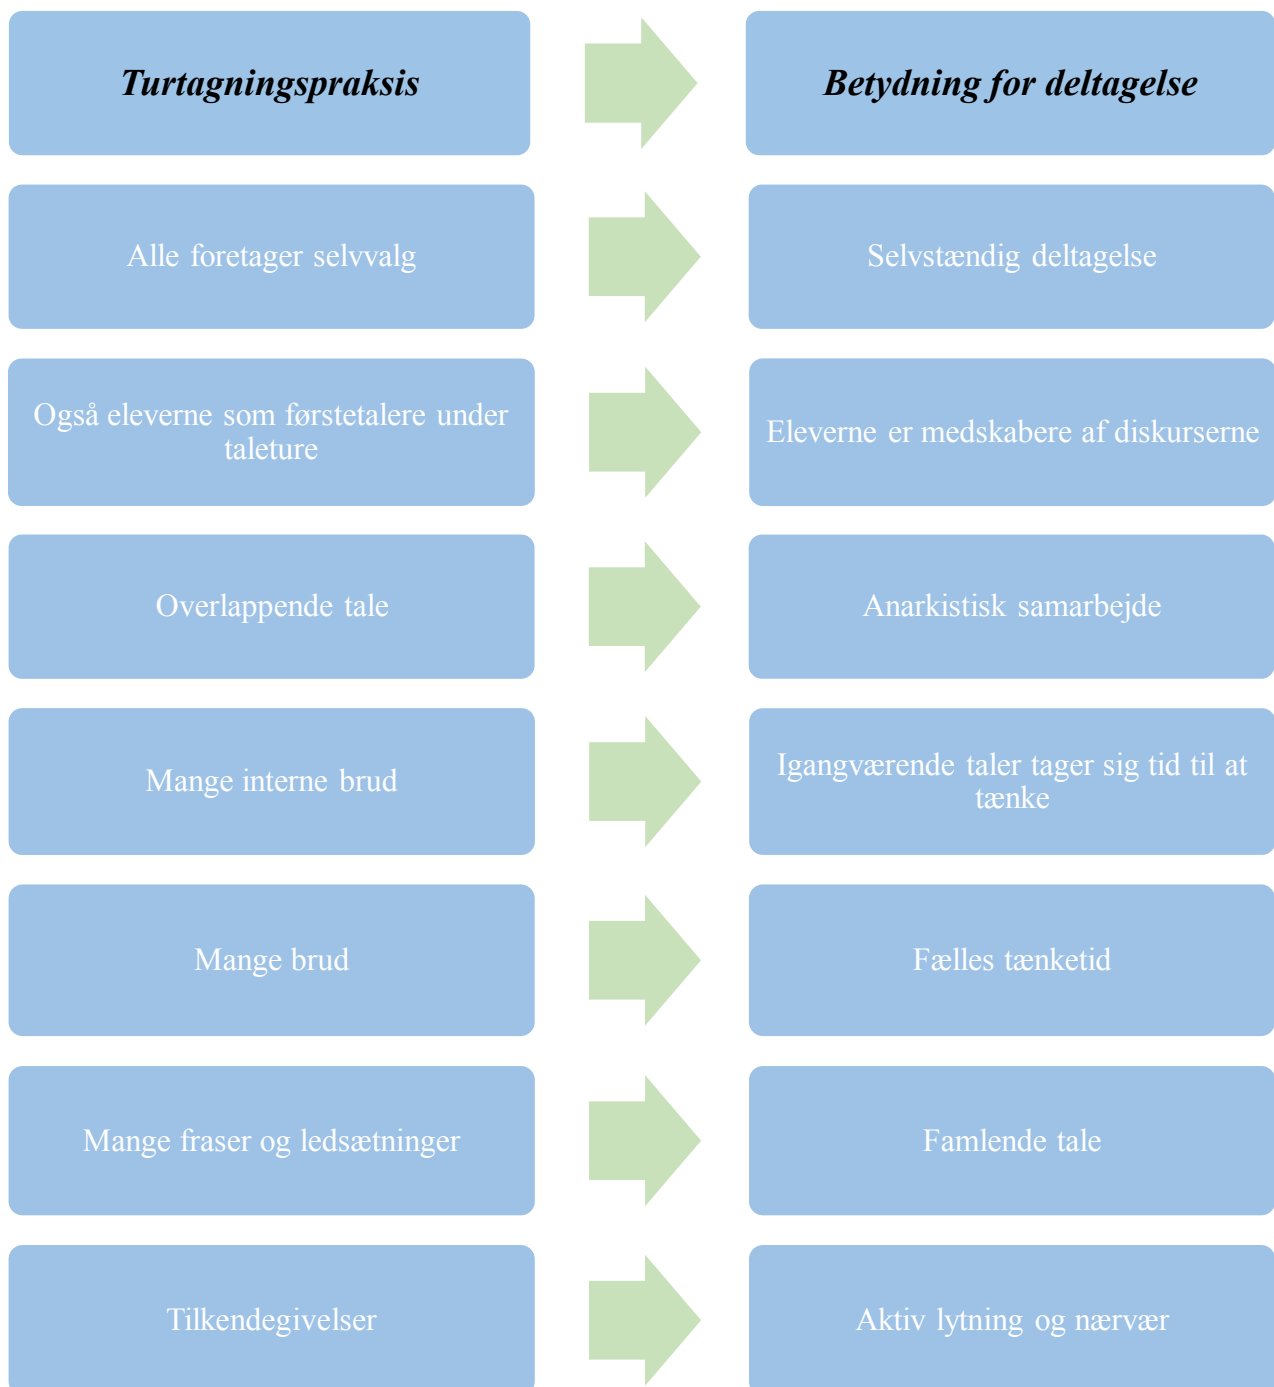 Turtagningspraksis
Betydning for deltagelse
Alle foretager selvvalg
Selvstændig deltagelse
Også eleverne som førstetalere under
taleture
Eleverne er medskabere af diskurserne
Overlappende tale
Anarkistisk samarbejde
Mange interne brud
Igangværende taler tager sig tid til at
tænke
Mange brud
Fælles tænketid
Mange fraser og ledsætninger
Famlende tale
Tilkendegivelser
Aktiv lytning og nærvær